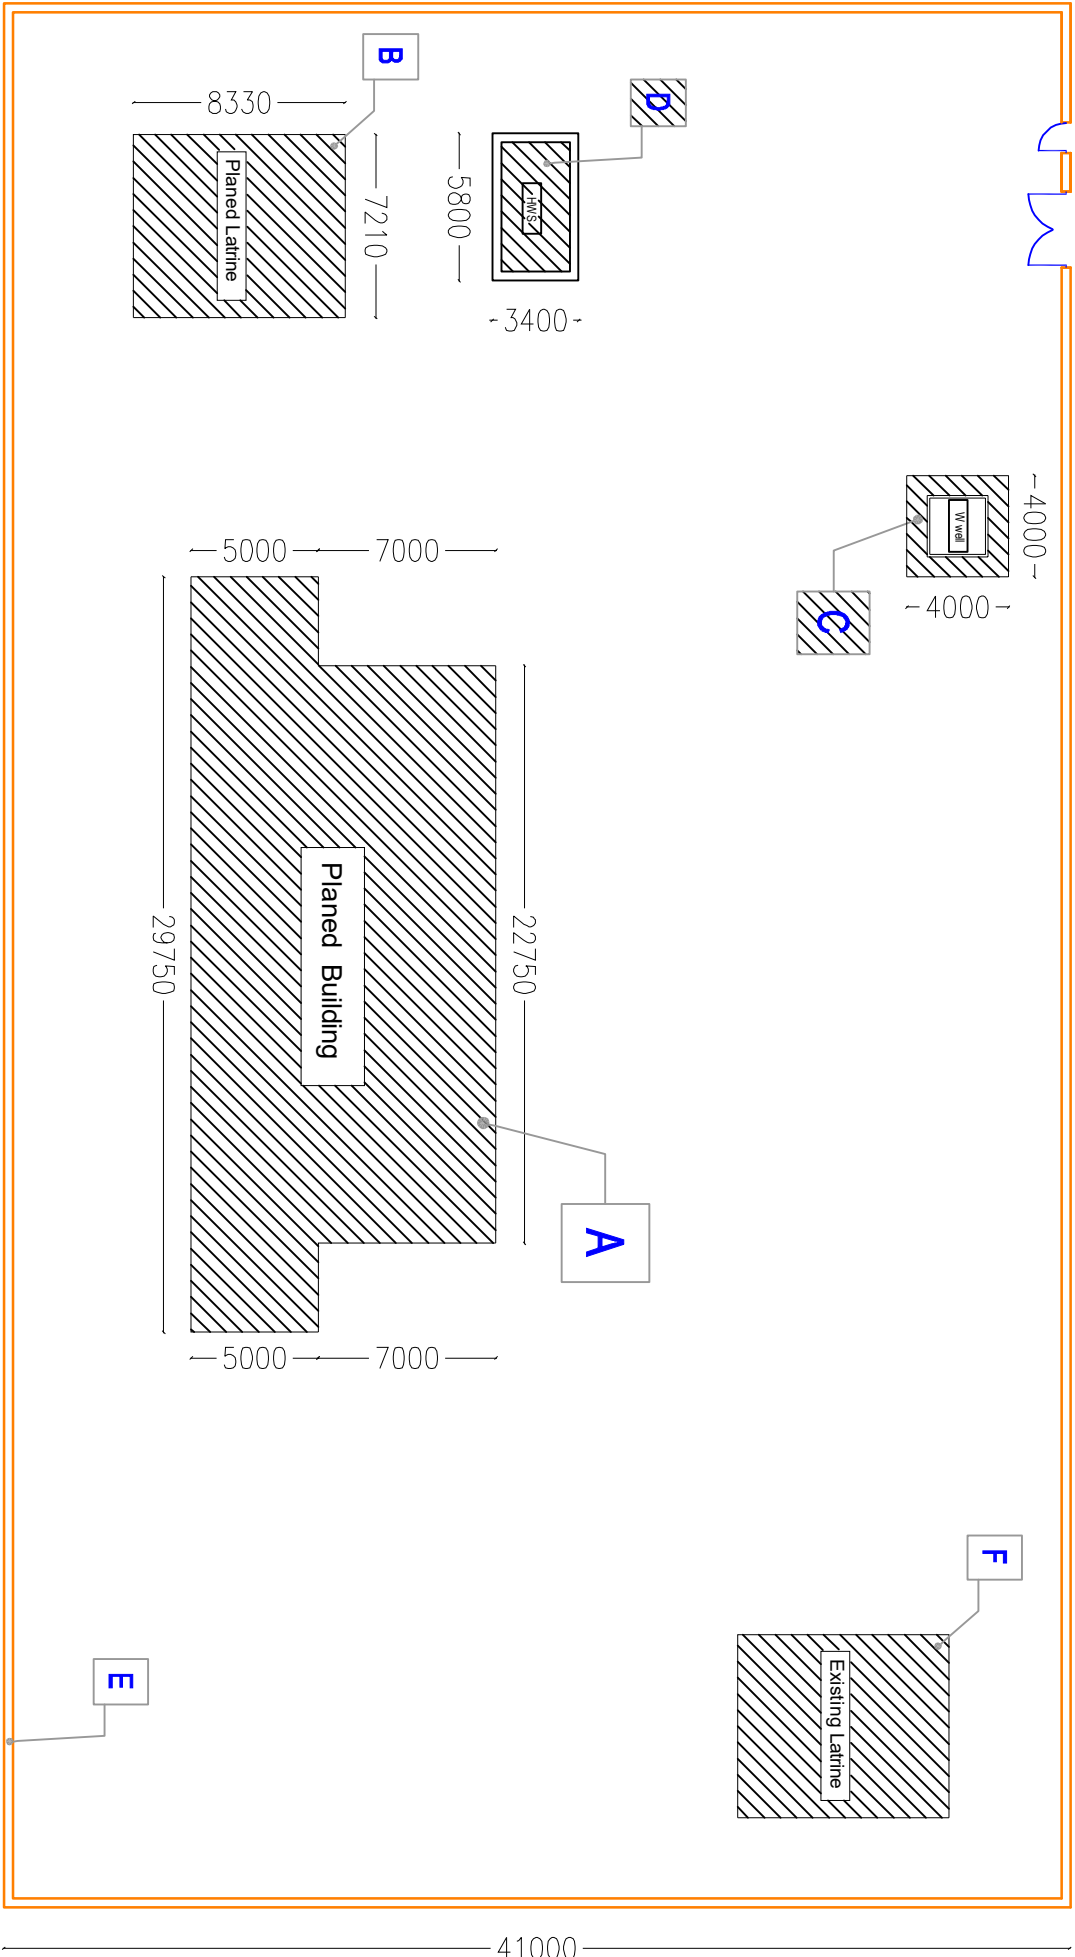 B
8330
7210
Planed Latrine
D
5800
HWS
3400
4000
W well
4000
C
5000
7000
22750
Planed Building
29750
A
5000
7000
F
Existing Latrine
E
41000